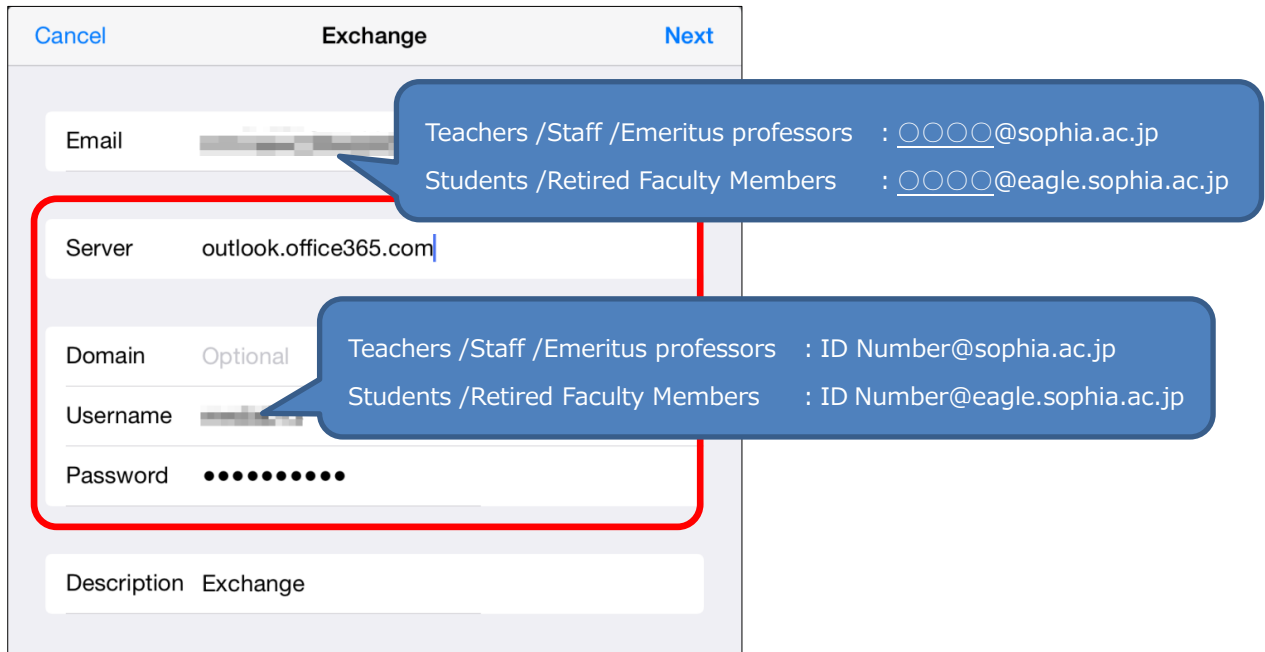 Cancel Exchange Next
Email
Teachers /Staff /Emeritus professors : ○○○○@sophia.ac.jp
Students /Retired Faculty Members : ○○○○@eagle.sophia.ac.jp
Server outlook.office365.com
Domain Optional
Teachers /Staff /Emeritus professors : ID Number@sophia.ac.jp
Students /Retired Faculty Members : ID Number@eagle.sophia.ac.jp
Username
Password ●●●●●●●●●●
Description Exchange